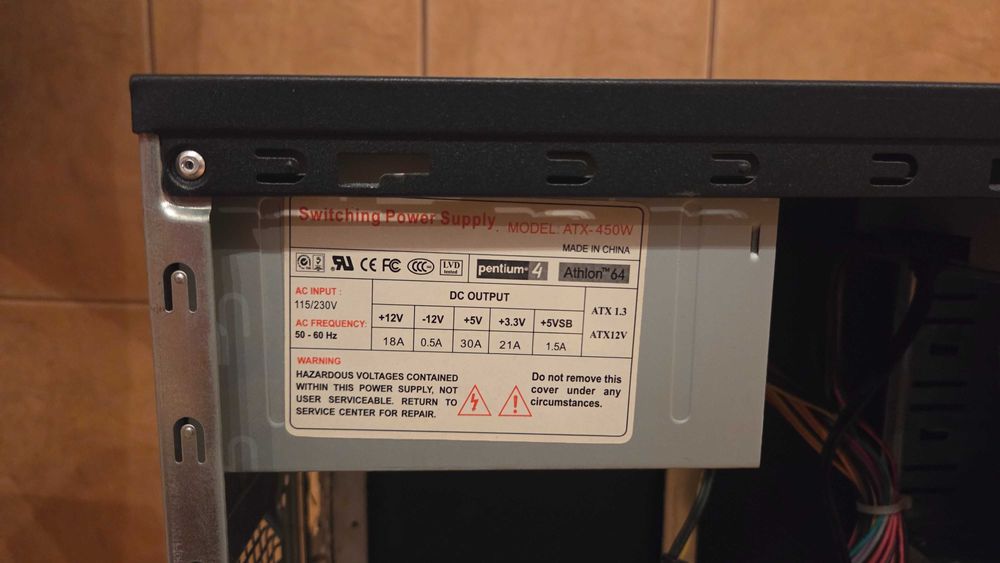 Switching Power Supply. MODEL: ATX-450W
MADE IN CHINA
CE FC CCC LVD tested pentium® 4 Athlon™ 64
AC INPUT :
115/230V
AC FREQUENCY:
50 - 60 Hz
DC OUTPUT
+12V -12V +5V +3.3V +5VSB
18A 0.5A 30A 21A 1.5A
ATX 1.3
ATX12V
WARNING
HAZARDOUS VOLTAGES CONTAINED
WITHIN THIS POWER SUPPLY, NOT
USER SERVICEABLE. RETURN TO
SERVICE CENTER FOR REPAIR.
Do not remove this
cover under any
circumstances.